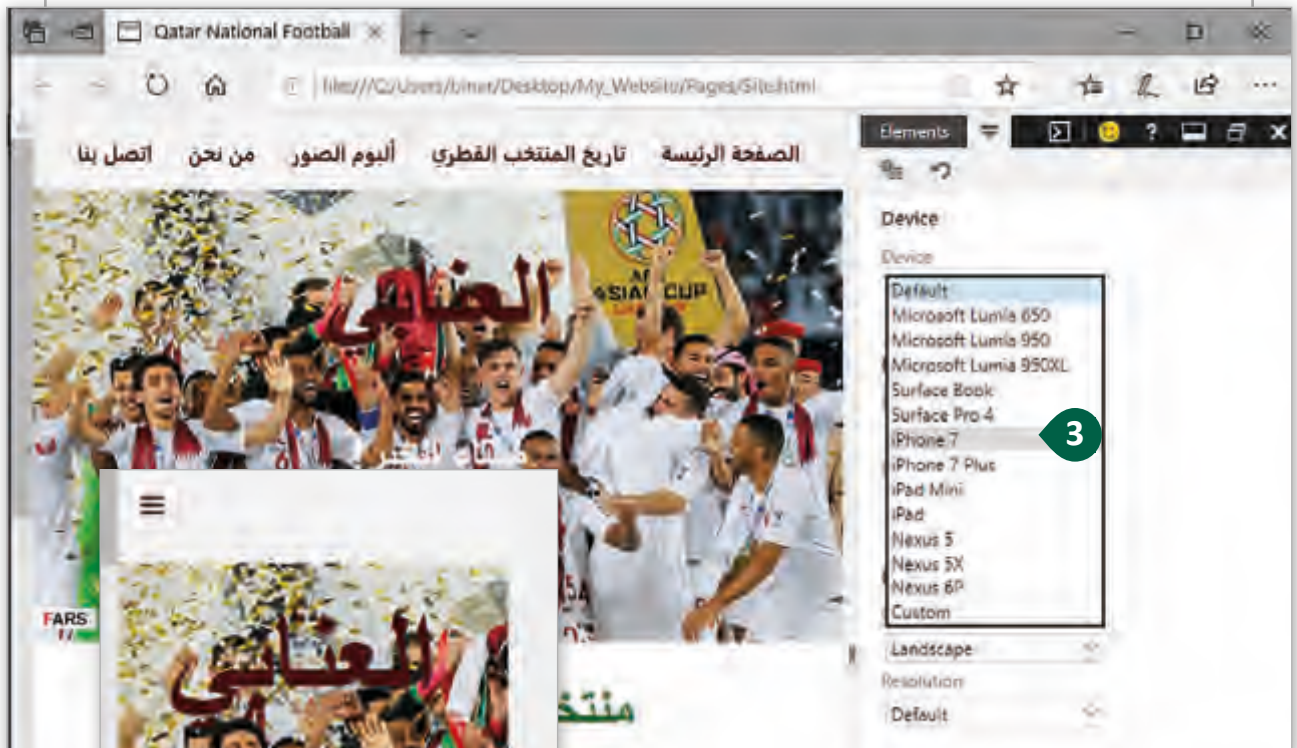 Qatar National Football
file:///C:/Users/binar/Desktop/My_Website/Pages/Site.html
الصفحة الرئيسة تاريخ المنتخب القطري ألبوم الصور من نحن اتصل بنا
Elements
?
Device
Device
Default
Microsoft Lumia 650
Microsoft Lumia 950
Microsoft Lumia 950XL
Surface Book
Surface Pro 4
iPhone 7
3
iPhone 7 Plus
iPad Mini
iPad
Nexus 5
Nexus 5X
Nexus 6P
Custom
Landscape
Resolution
Default
العنابي
ASIAN CUP
FARS
العنابي